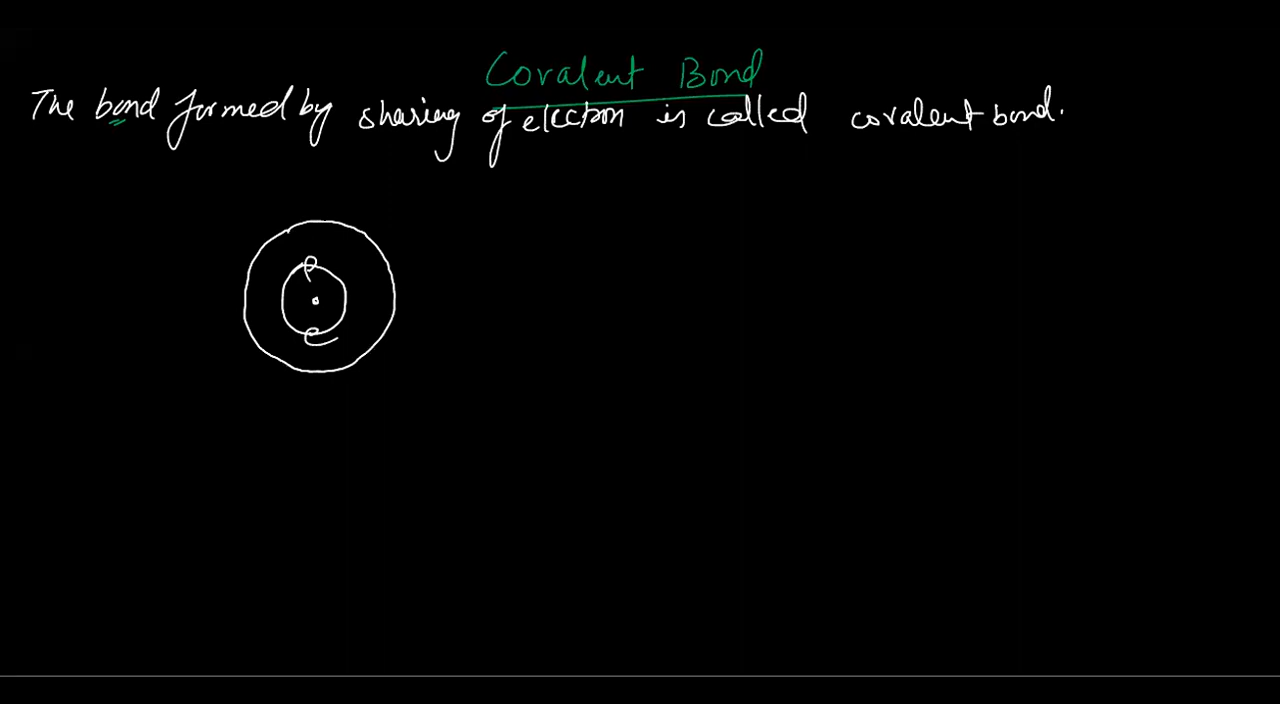 Covalent Bond
The bond formed by sharing of electron is called covalent bond.
e
e